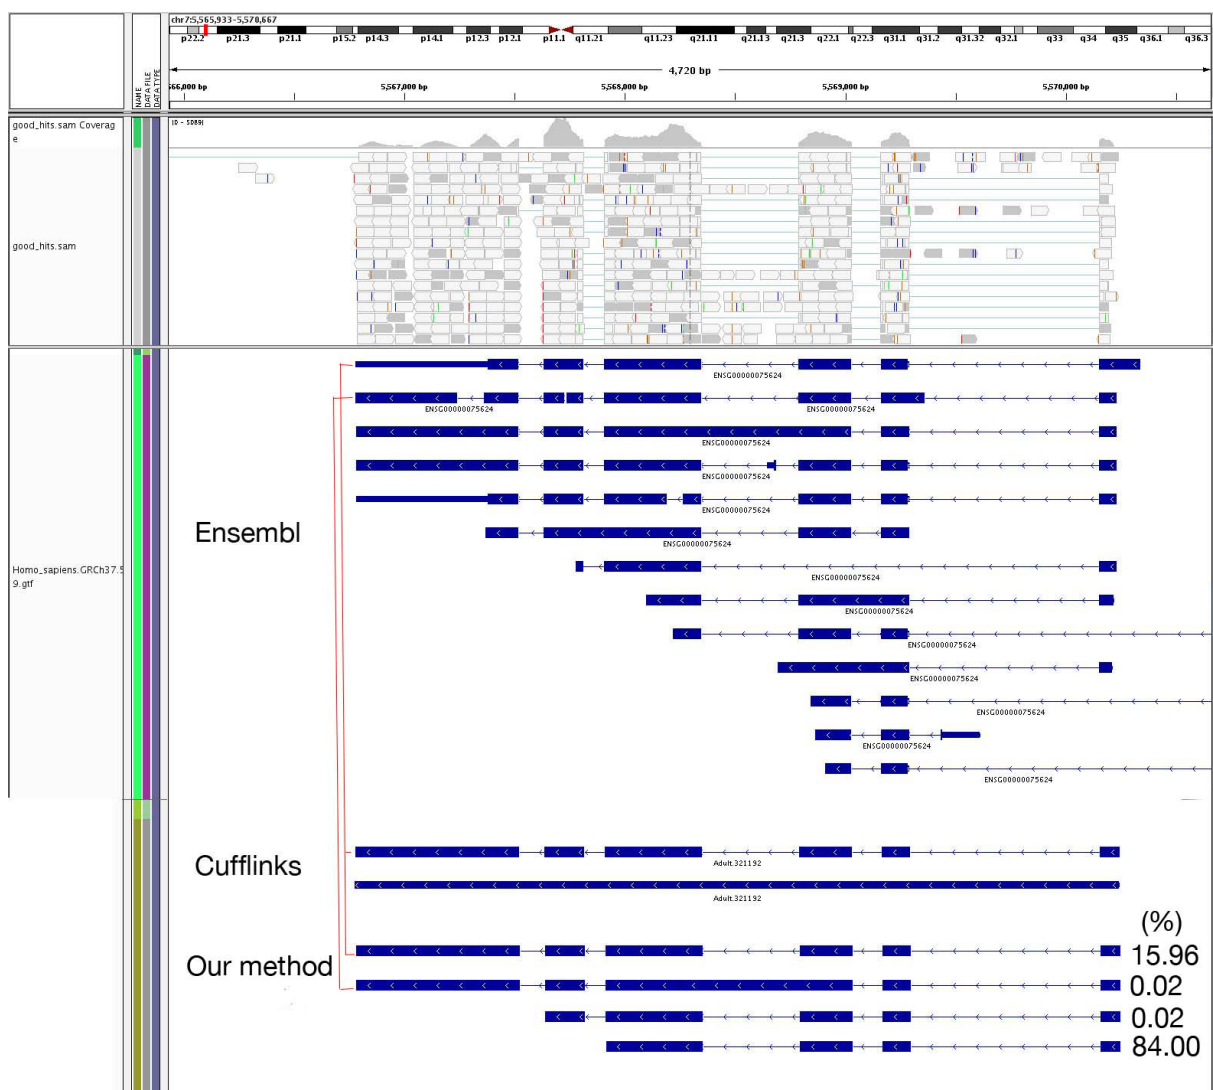 chr7:5,565,933-5,570,667
p22.2 p21.3 p21.1 p15.2 p14.3 p14.1 p12.3 p12.1 p11.1 q11.21 q11.23 q21.11 q21.13 q21.3 q22.1 q22.3 q31.1 q31.2 q31.32 q32.1 q33 q34 q35 q36.1 q36.3
4,720 bp
566,000 bp 5,567,000 bp 5,568,000 bp 5,569,000 bp 5,570,000 bp
NAME
DATA FILE
DATA TYPE
good_hits.sam Coverag
e
[0 - 5089]
good_hits.sam
ENSG00000075624
ENSG00000075624 ENSG00000075624
ENSG00000075624
ENSG00000075624
ENSG00000075624
Ensembl
ENSG00000075624
Homo_sapiens.GRCh37.5
9.gtf
ENSG00000075624
ENSG00000075624
ENSG00000075624
ENSG00000075624
ENSG00000075624
ENSG00000075624
ENSG00000075624
Cufflinks
Adult.321192
Adult.321192
(%)
Our method
15.96
0.02
0.02
84.00